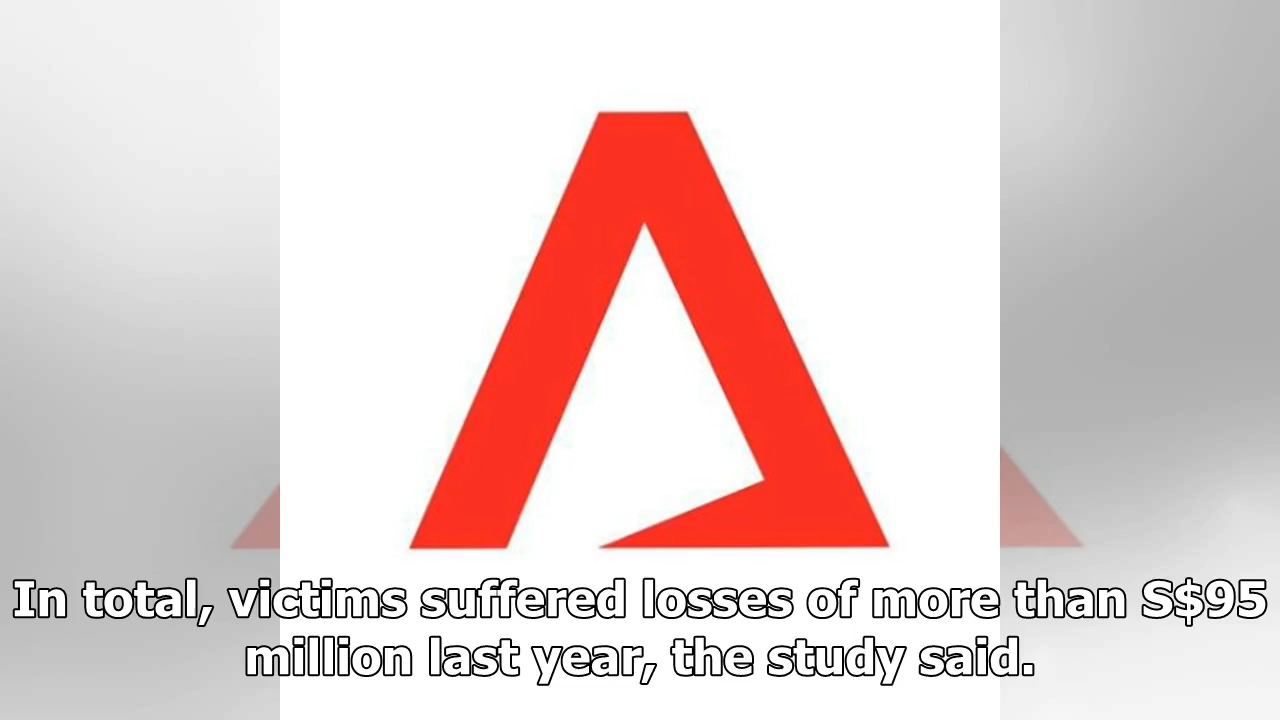 In total, victims suffered losses of more than S$95
million last year, the study said.